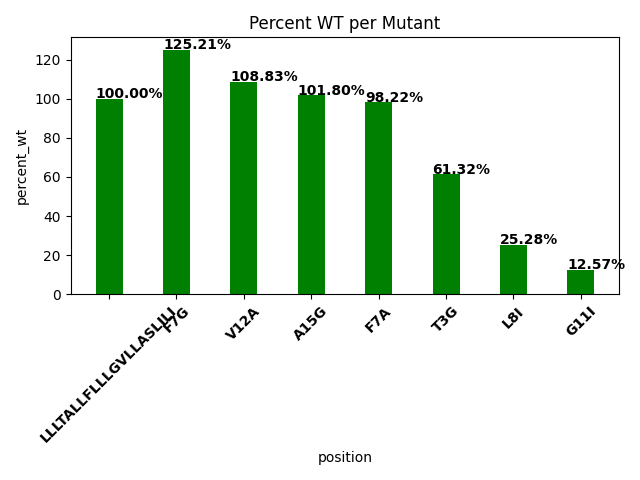 Percent WT per Mutant
percent_wt
120
100
80
60
40
20
0
100.00%
125.21%
108.83%
101.80%
98.22%
61.32%
25.28%
12.57%
LLLTALLFLLLGVLLASLILI
F7G
V12A
A15G
F7A
T3G
L8I
G11I
position